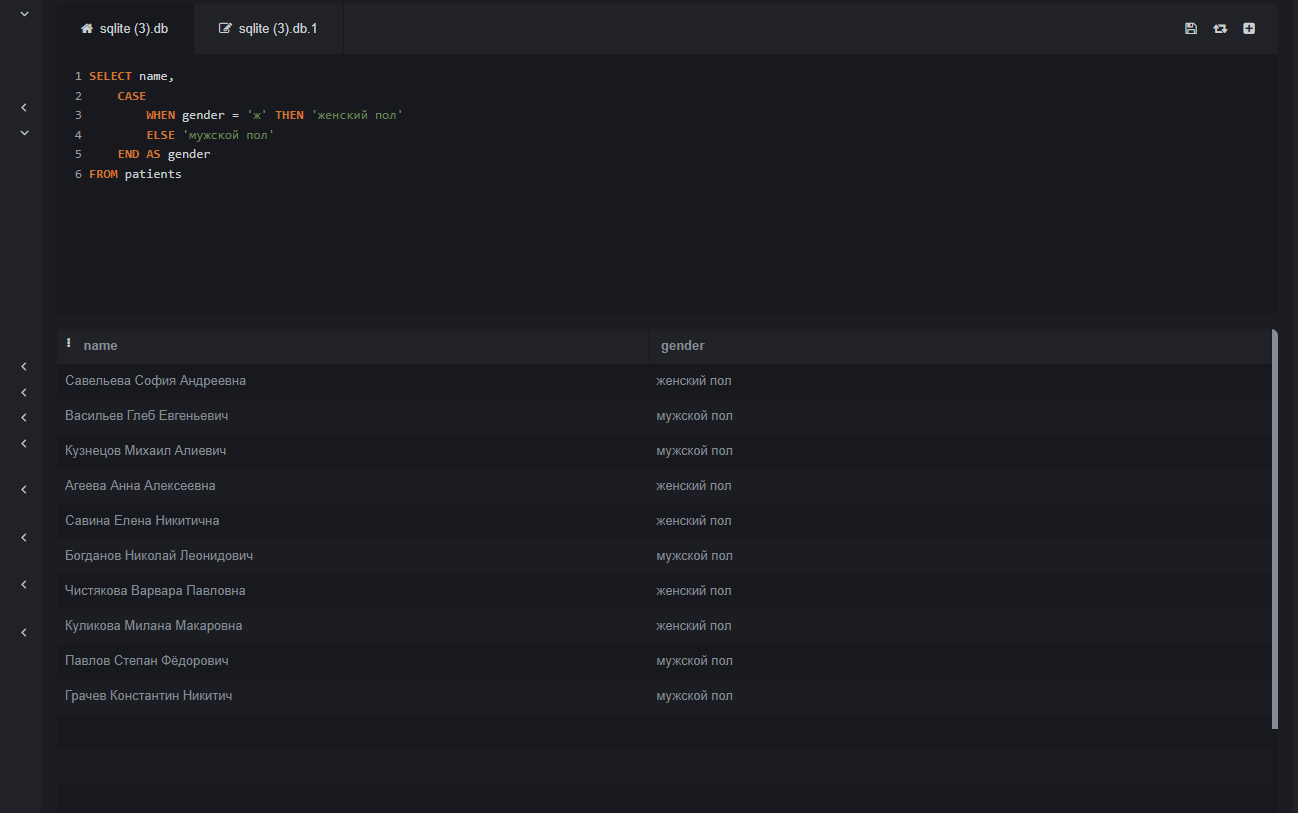 sqlite (3).db sqlite (3).db.1
1 SELECT name,
2 CASE
3 WHEN gender = 'ж' THEN 'женский пол'
4 ELSE 'мужской пол'
5 END AS gender
6 FROM patients
name gender
Савельева София Андреевна женский пол
Васильев Глеб Евгеньевич мужской пол
Кузнецов Михаил Алиевич мужской пол
Агеева Анна Алексеевна женский пол
Савина Елена Никитична женский пол
Богданов Николай Леонидович мужской пол
Чистякова Варвара Павловна женский пол
Куликова Милана Макаровна женский пол
Павлов Степан Фёдорович мужской пол
Грачев Константин Никитич мужской пол